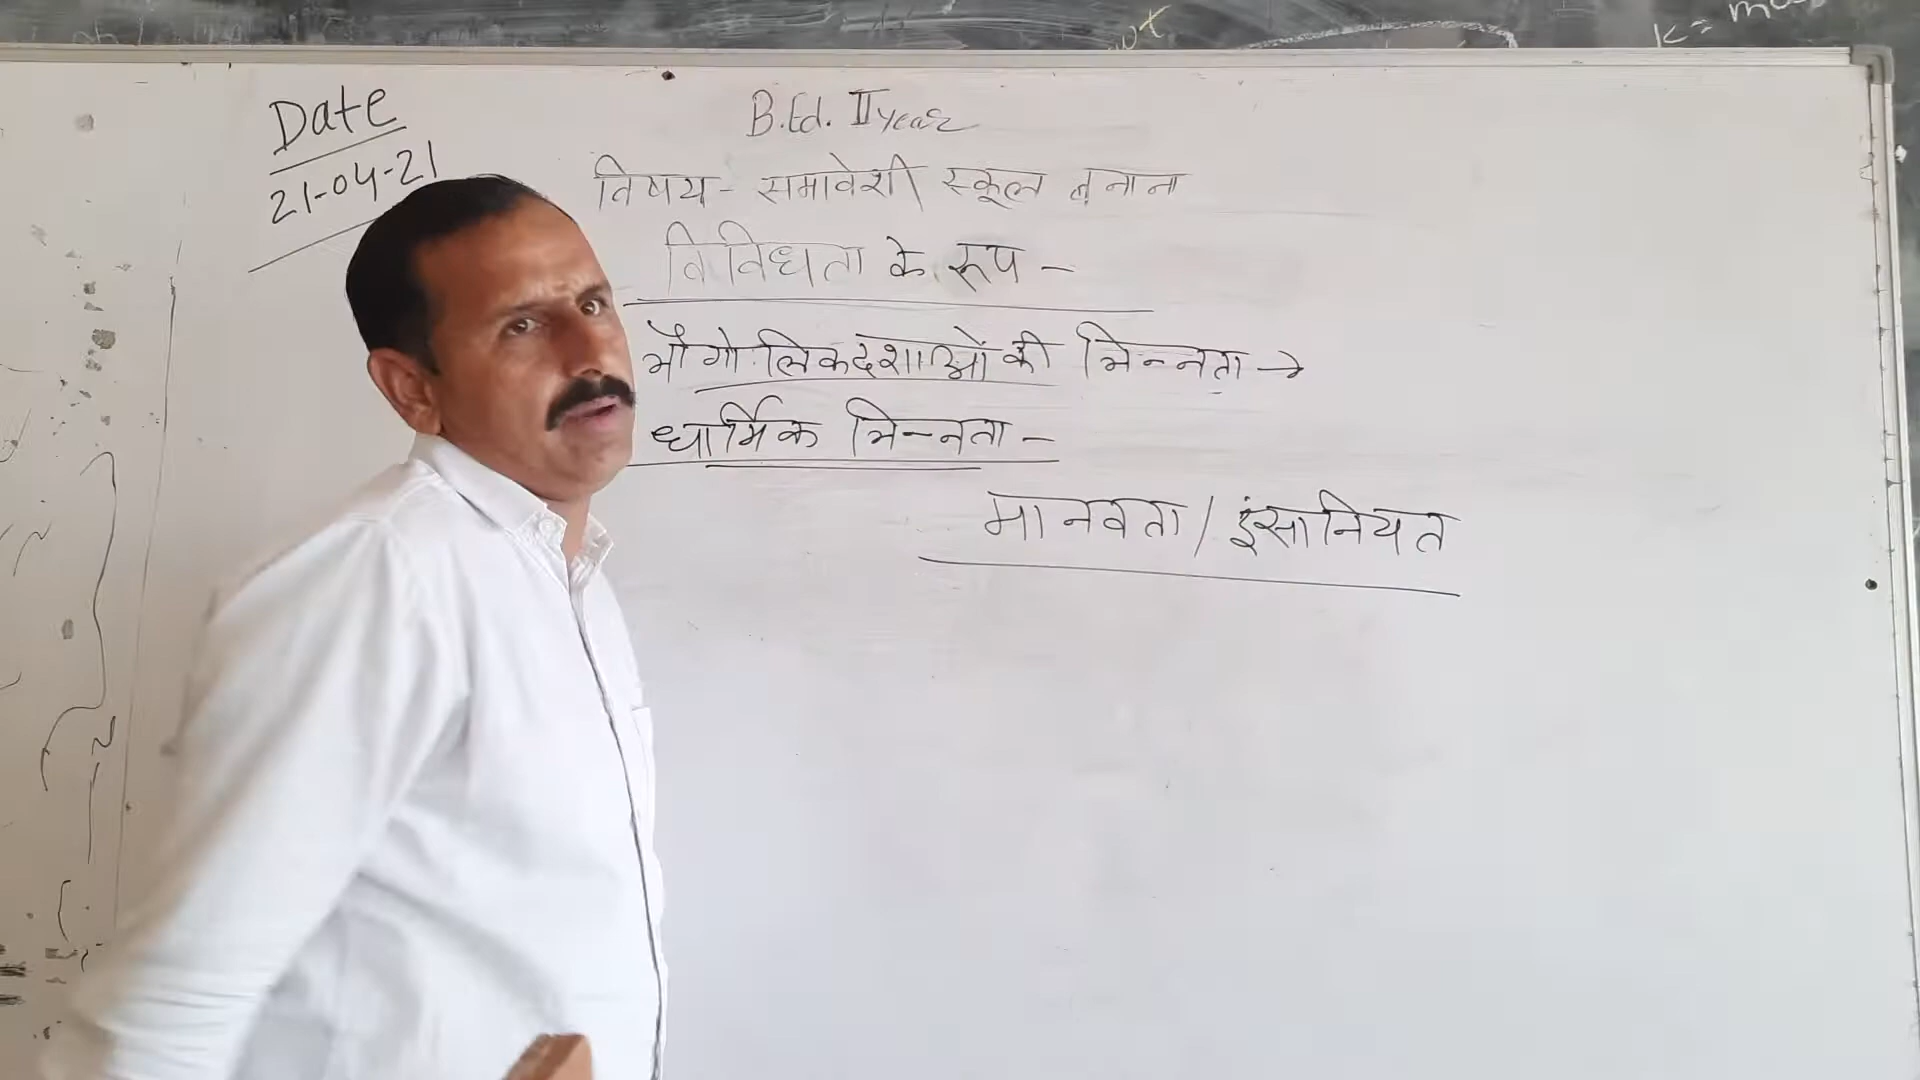 Date
21-04-21
B.Ed. II year
विषय - समावेशी स्कूल बनाना
विविधता के रूप -
भौगोलिक दशाओं की भिन्नता →
धार्मिक भिन्नता -
मानवता / इंसानियत